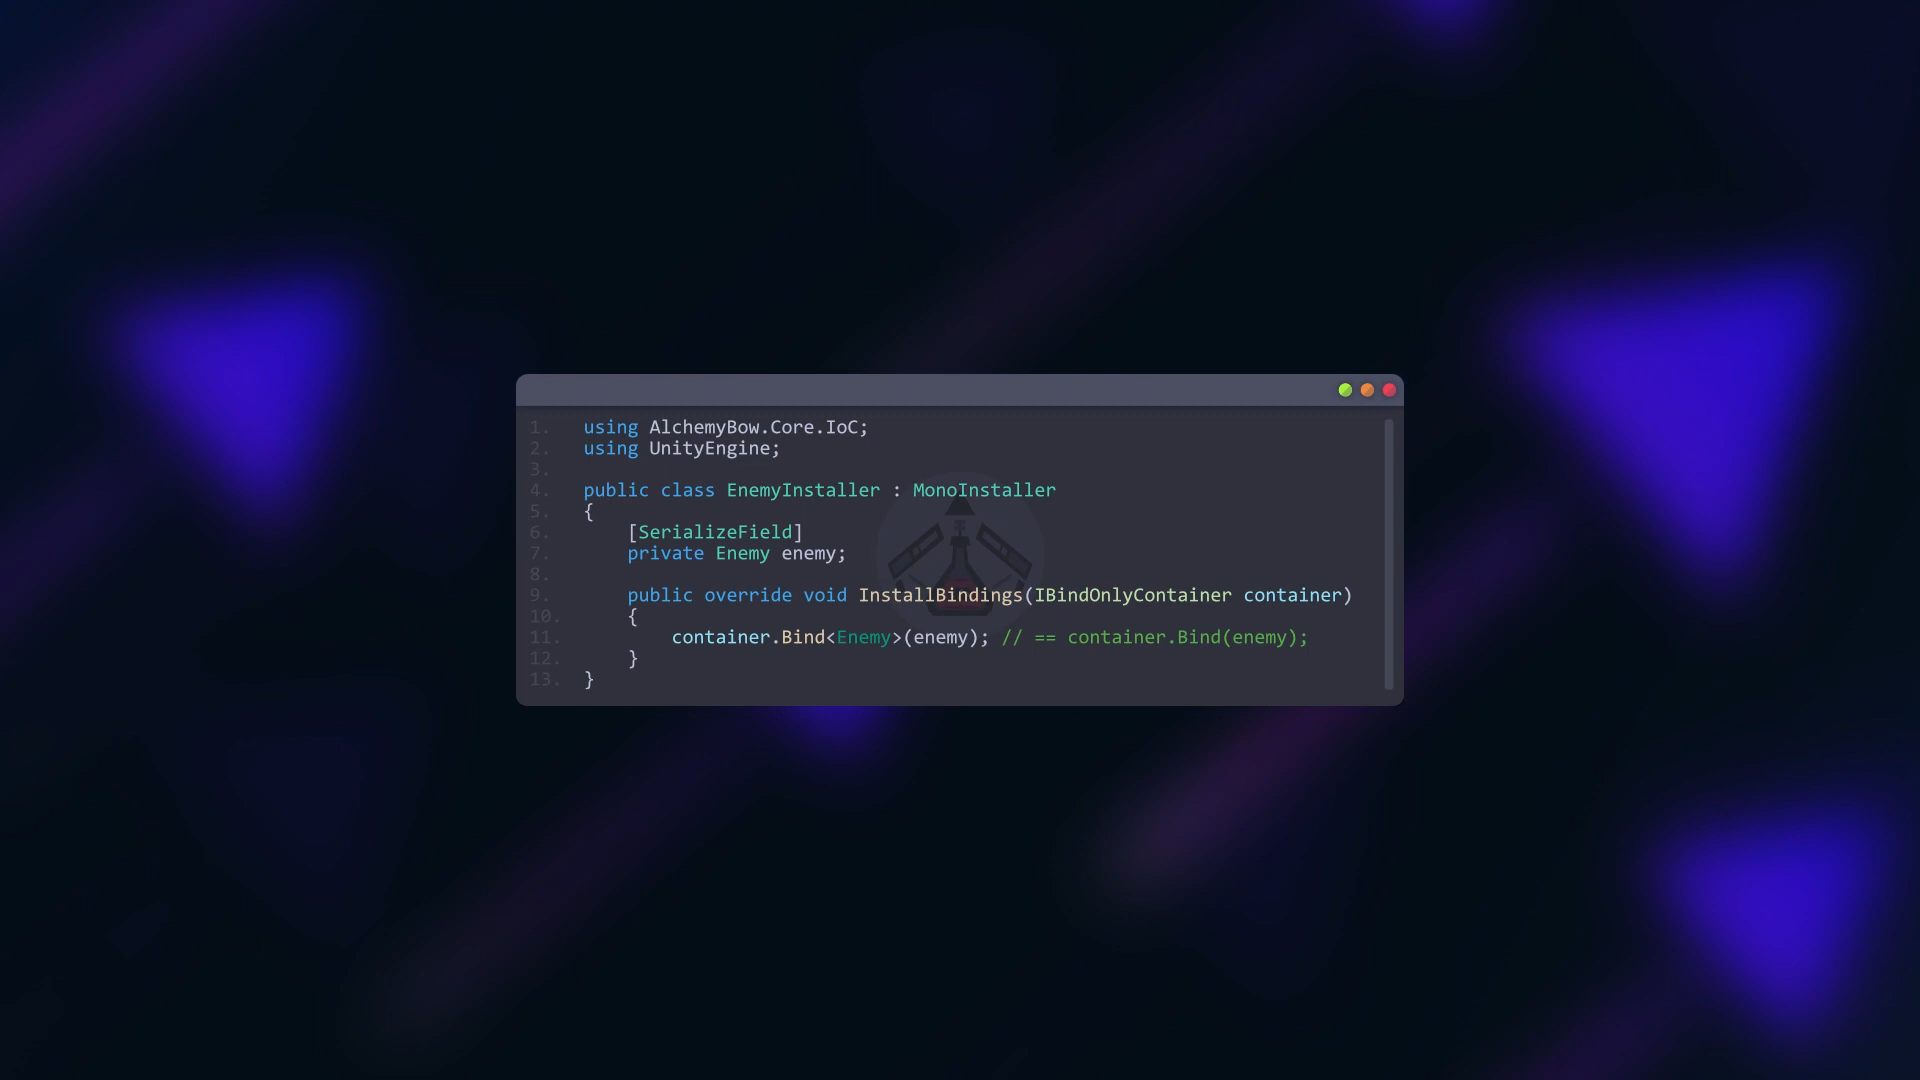 1. using AlchemyBow.Core.IoC;
2. using UnityEngine;
3.
4. public class EnemyInstaller : MonoInstaller
5. {
6. [SerializeField]
7. private Enemy enemy;
8.
9. public override void InstallBindings(IBindOnlyContainer container)
10. {
11. container.Bind<Enemy>(enemy); // == container.Bind(enemy);
12. }
13. }